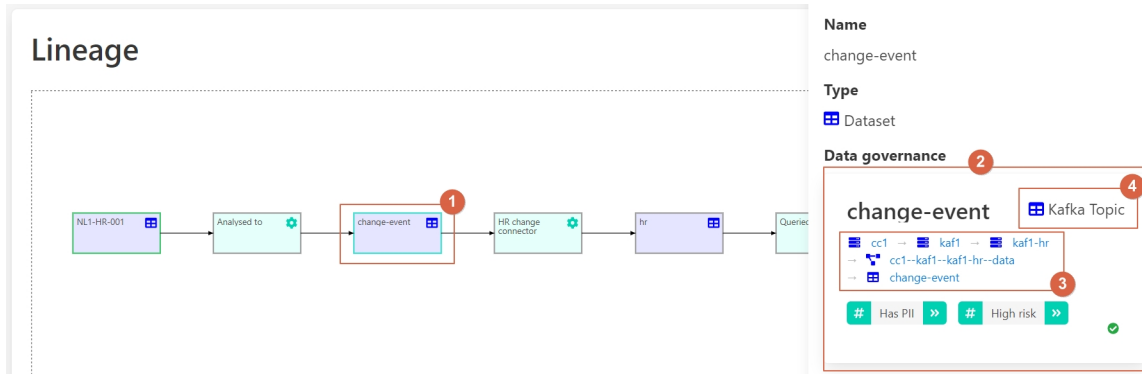 Lineage
NL1-HR-001
Analysed to
change-event
1
HR change
connector
hr
Queried
Name
change-event
Type
Dataset
Data governance
2
4
change-event
Kafka Topic
cc1 → kaf1 → kaf1-hr
→ cc1--kaf1--kaf1-hr--data
→ change-event
3
# Has PII »
# High risk »